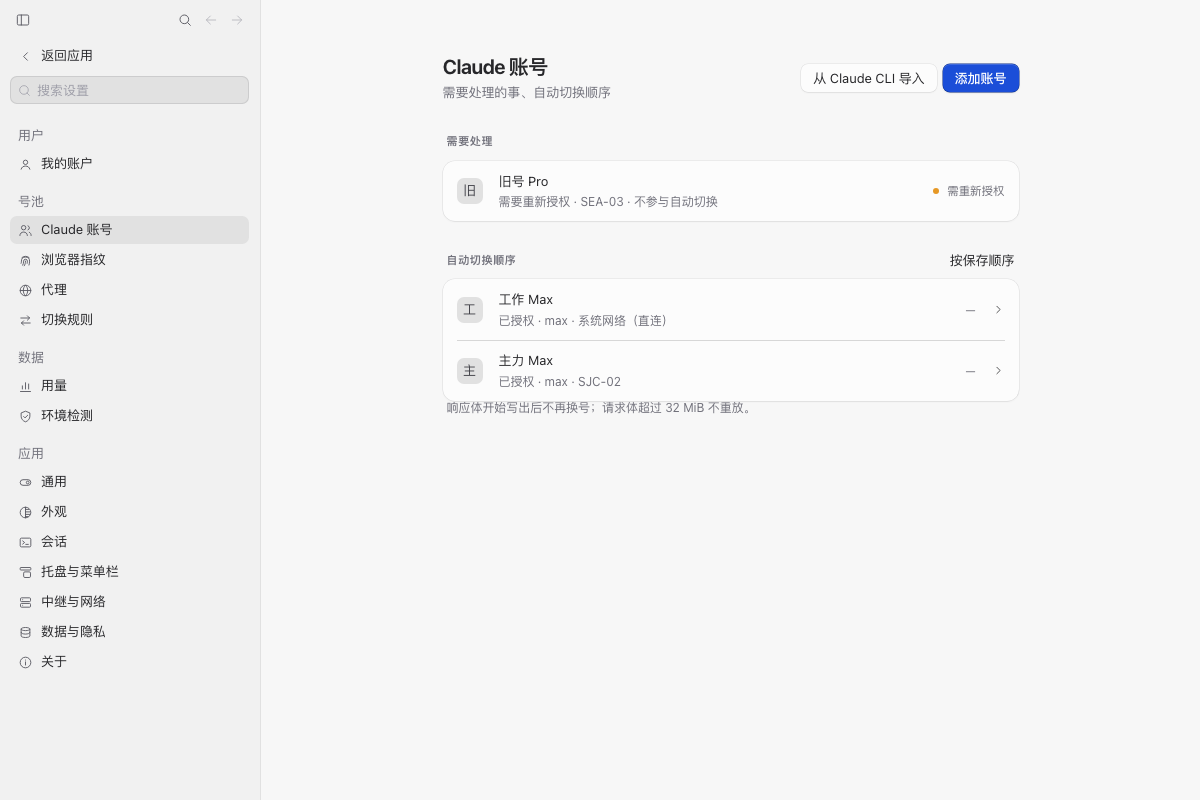 返回应用
搜索设置
用户
我的账户
号池
Claude 账号
浏览器指纹
代理
切换规则
数据
用量
环境检测
应用
通用
外观
会话
托盘与菜单栏
中继与网络
数据与隐私
关于
Claude 账号
需要处理的事、自动切换顺序
从 Claude CLI 导入
添加账号
需要处理
旧
旧号 Pro
需要重新授权 · SEA-03 · 不参与自动切换
需重新授权
自动切换顺序
按保存顺序
工
工作 Max
已授权 · max · 系统网络（直连）
—
主
主力 Max
已授权 · max · SJC-02
—
响应体开始写出后不再换号；请求体超过 32 MiB 不重放。